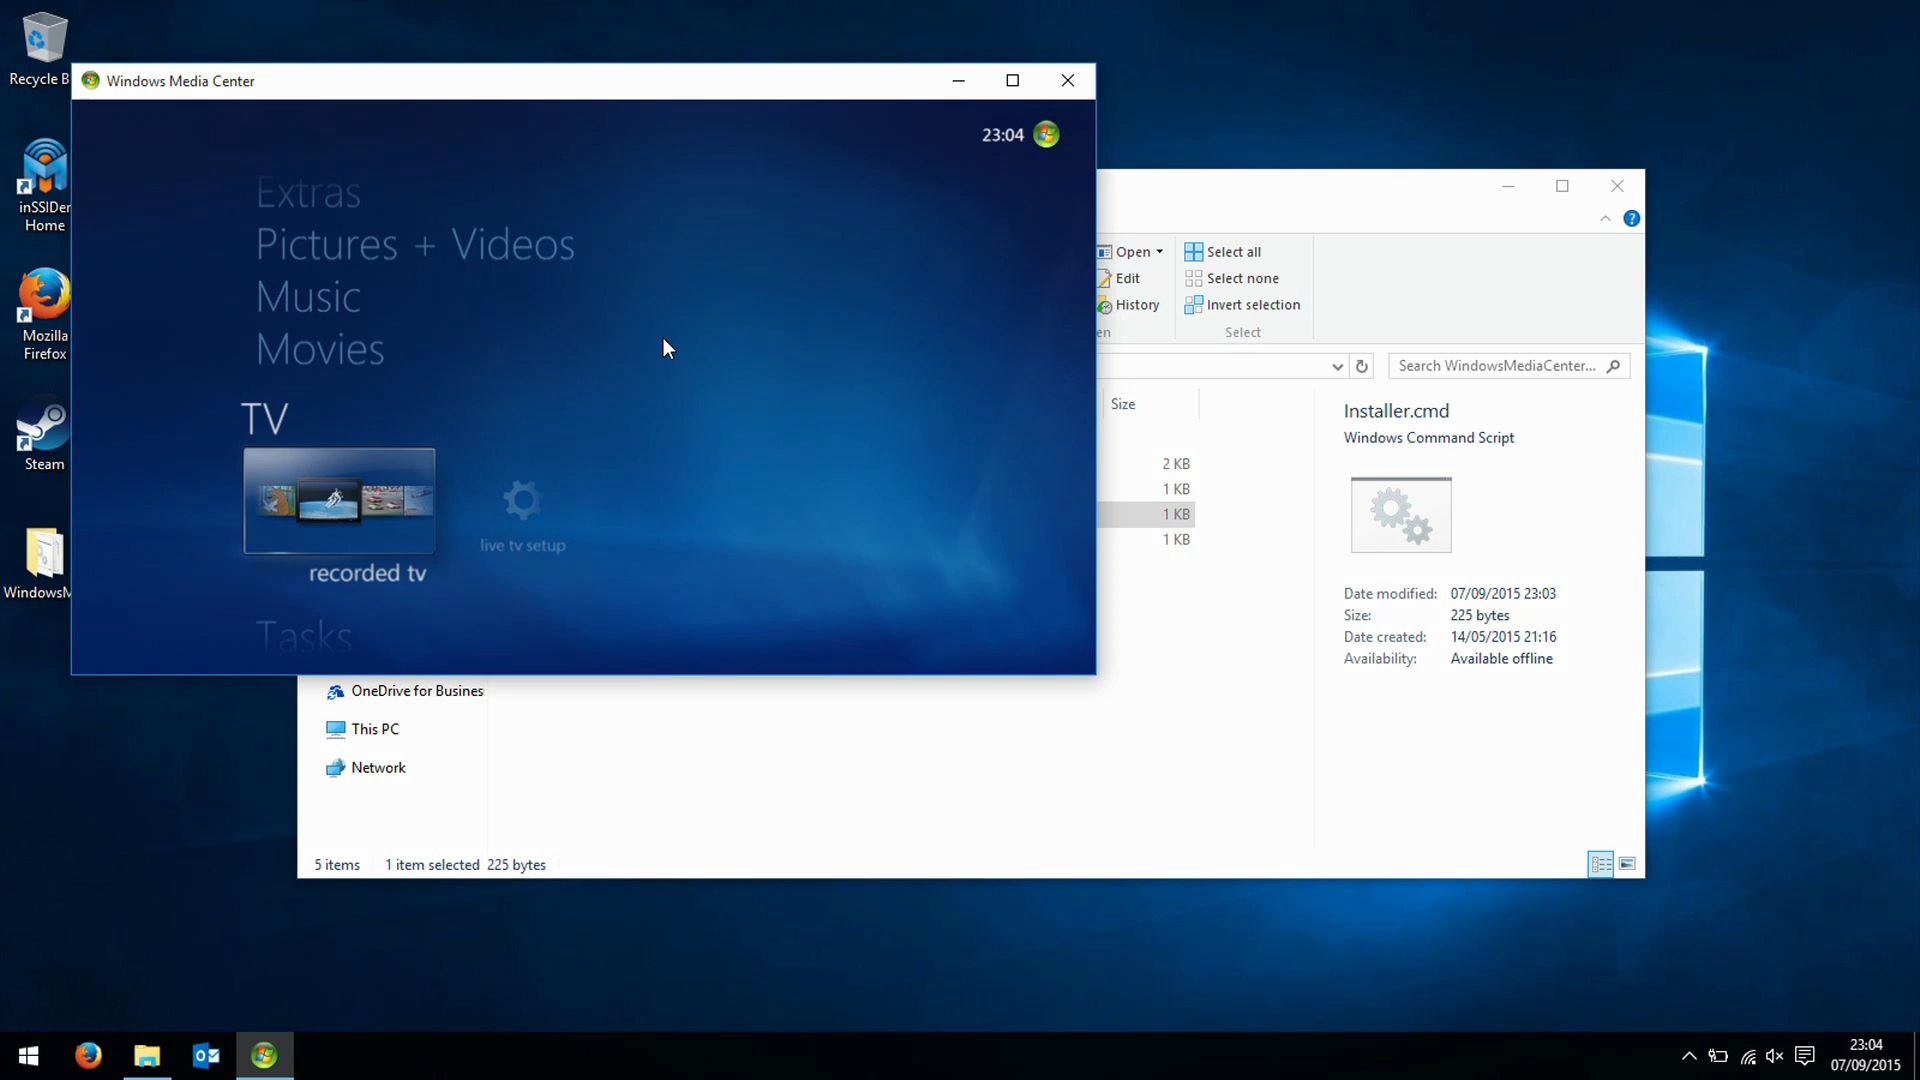 Recycle B
inSSIDer
Home
Mozilla
Firefox
Steam
WindowsM
Windows Media Center
23:04
Extras
Pictures + Videos
Music
Movies
TV
live tv setup
recorded tv
Tasks
Open
Edit
History
en
Select all
Select none
Invert selection
Select
Search WindowsMediaCenter...
Size
2 KB
1 KB
1 KB
1 KB
Installer.cmd
Windows Command Script
Date modified: 07/09/2015 23:03
Size: 225 bytes
Date created: 14/05/2015 21:16
Availability: Available offline
OneDrive for Busines
This PC
Network
5 items 1 item selected 225 bytes
23:04
07/09/2015